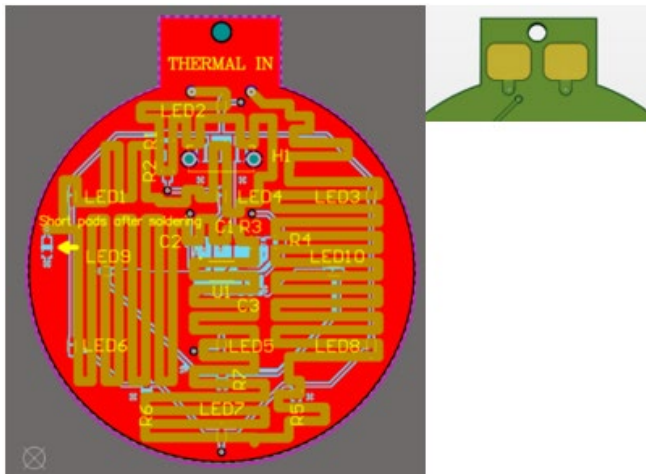 THERMAL IN
LED2
R1
R2
H1
LED1
LED4
LED3
Short pads after soldering
C1
R3
C2
R4
LED9
LED10
U1
C3
LED6
LED5
LED8
R7
LED7
R6
R5